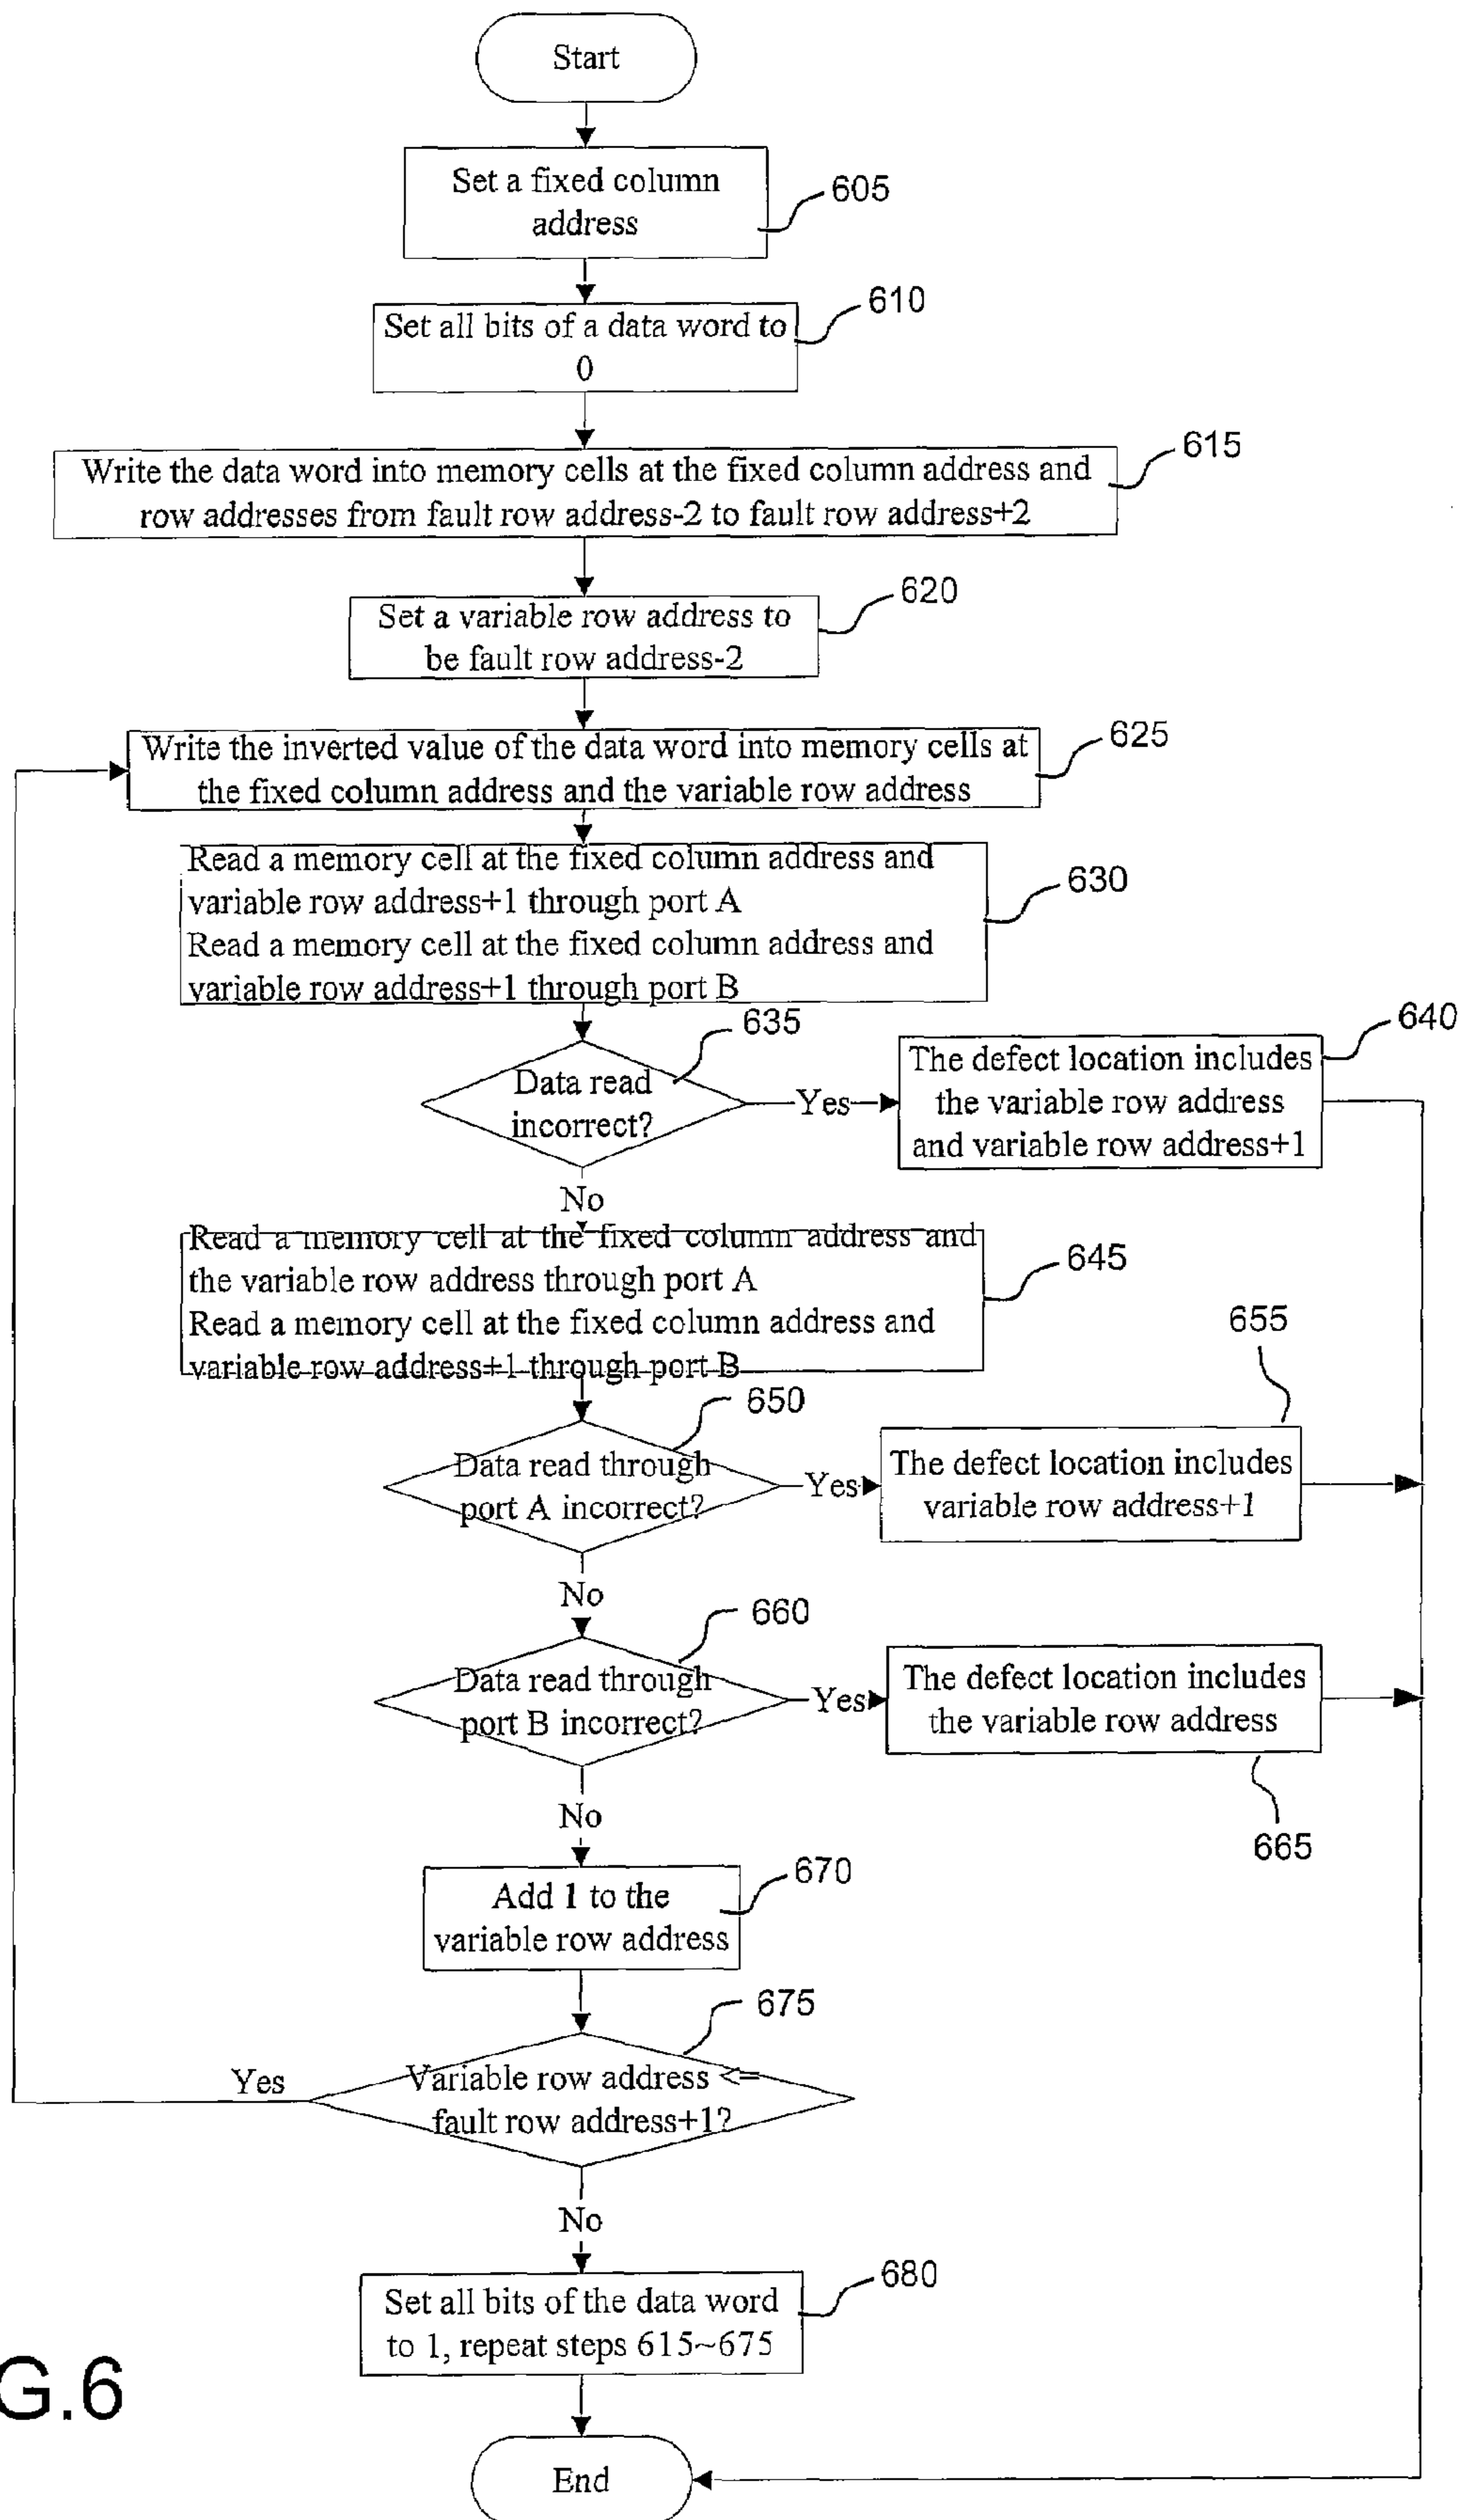 Start
Set a fixed column
address
605
Set all bits of a data word to
0
610
Write the data word into memory cells at the fixed column address and
row addresses from fault row address-2 to fault row address+2
615
Set a variable row address to
be fault row address-2
620
Write the inverted value of the data word into memory cells at
the fixed column address and the variable row address
625
Read a memory cell at the fixed column address and
variable row address+1 through port A
Read a memory cell at the fixed column address and
variable row address+1 through port B
630
Data read
incorrect?
635
Yes
The defect location includes
the variable row address
and variable row address+1
640
No
Read a memory cell at the fixed column address and
the variable row address through port A
Read a memory cell at the fixed column address and
variable row address+1 through port B
645
Data read through
port A incorrect?
650
Yes
The defect location includes
variable row address+1
655
No
Data read through
port B incorrect?
660
Yes
The defect location includes
the variable row address
665
No
Add 1 to the
variable row address
670
Variable row address <=
fault row address+1?
675
Yes
No
Set all bits of the data word
to 1, repeat steps 615~675
680
G.6
End